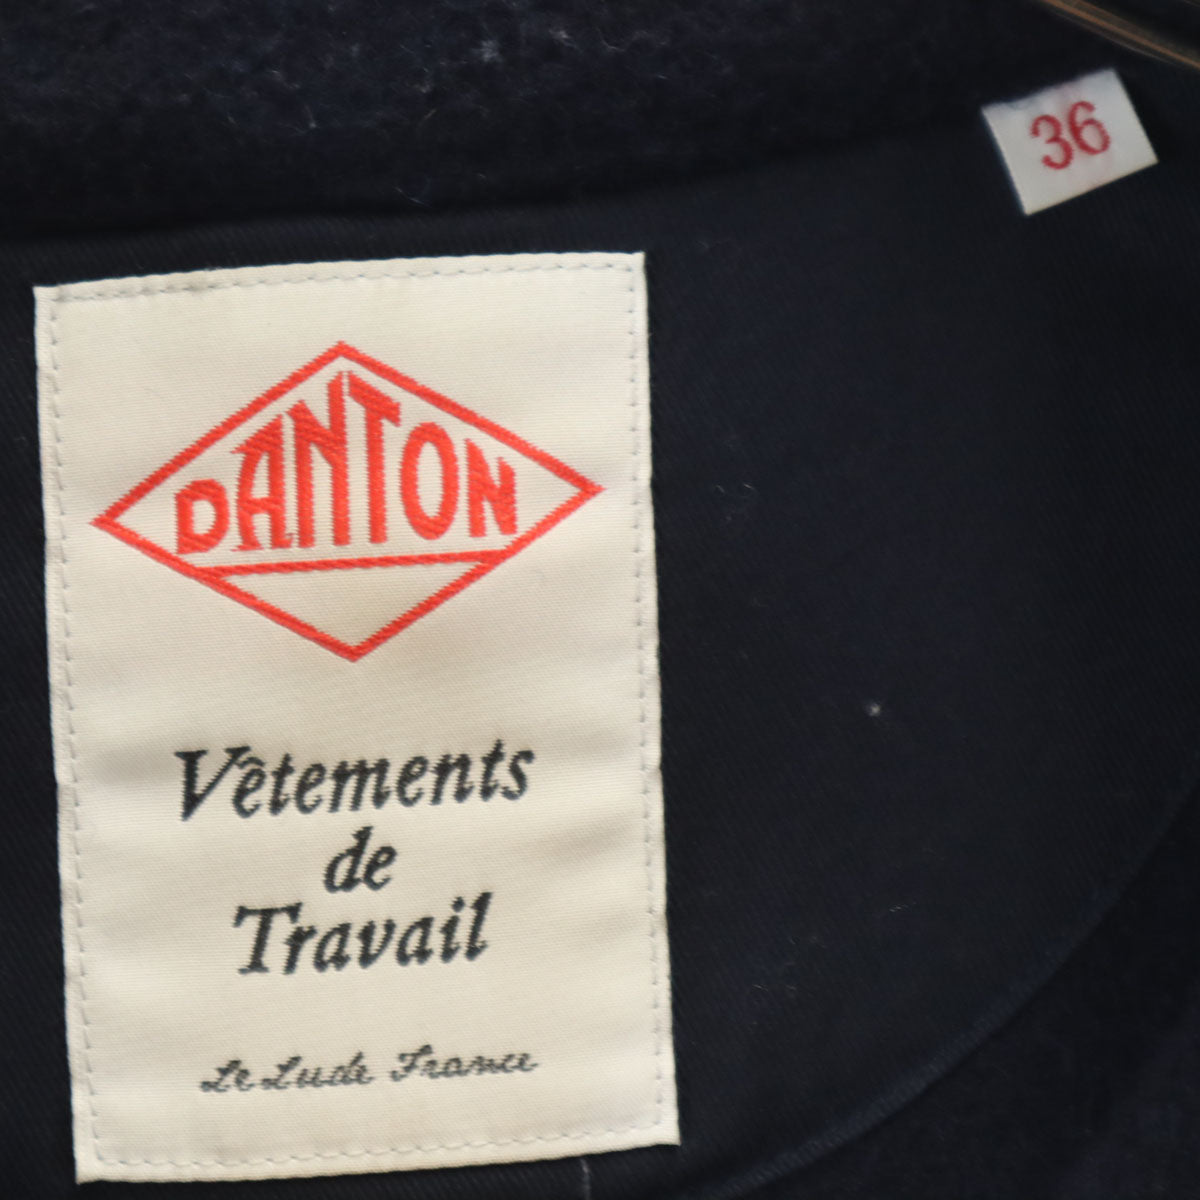 36
DANTON
Vêtements
de
Travail
Le Lude France